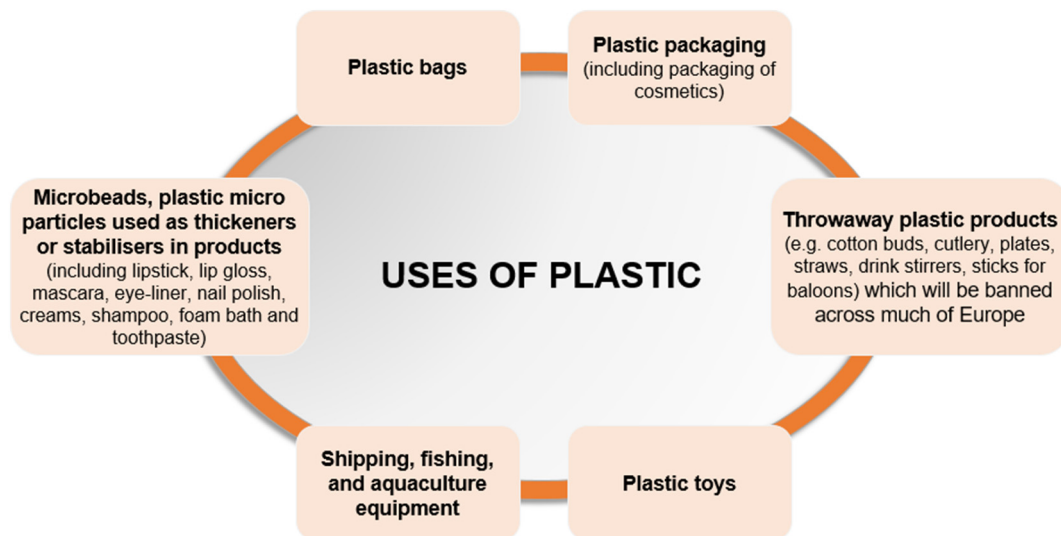 Plastic bags
Plastic packaging
(including packaging of
cosmetics)
Microbeads, plastic micro
particles used as thickeners
or stabilisers in products
(including lipstick, lip gloss,
mascara, eye-liner, nail polish,
creams, shampoo, foam bath and
toothpaste)
USES OF PLASTIC
Throwaway plastic products
(e.g. cotton buds, cutlery, plates,
straws, drink stirrers, sticks for
baloons) which will be banned
across much of Europe
Shipping, fishing,
and aquaculture
equipment
Plastic toys